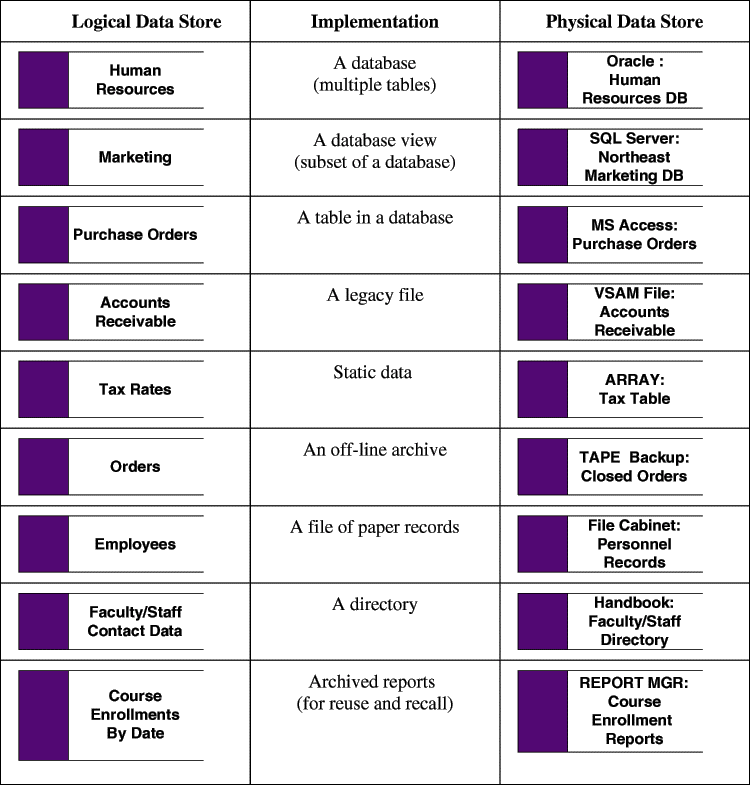 Logical Data Store
Implementation
Physical Data Store
Human
Resources
A database
(multiple tables)
Oracle :
Human
Resources DB
Marketing
A database view
(subset of a database)
SQL Server:
Northeast
Marketing DB
Purchase Orders
A table in a database
MS Access:
Purchase Orders
Accounts
Receivable
A legacy file
VSAM File:
Accounts
Receivable
Tax Rates
Static data
ARRAY:
Tax Table
Orders
An off-line archive
TAPE Backup:
Closed Orders
Employees
A file of paper records
File Cabinet:
Personnel
Records
Faculty/Staff
Contact Data
A directory
Handbook:
Faculty/Staff
Directory
Course
Enrollments
By Date
Archived reports
(for reuse and recall)
REPORT MGR:
Course
Enrollment
Reports